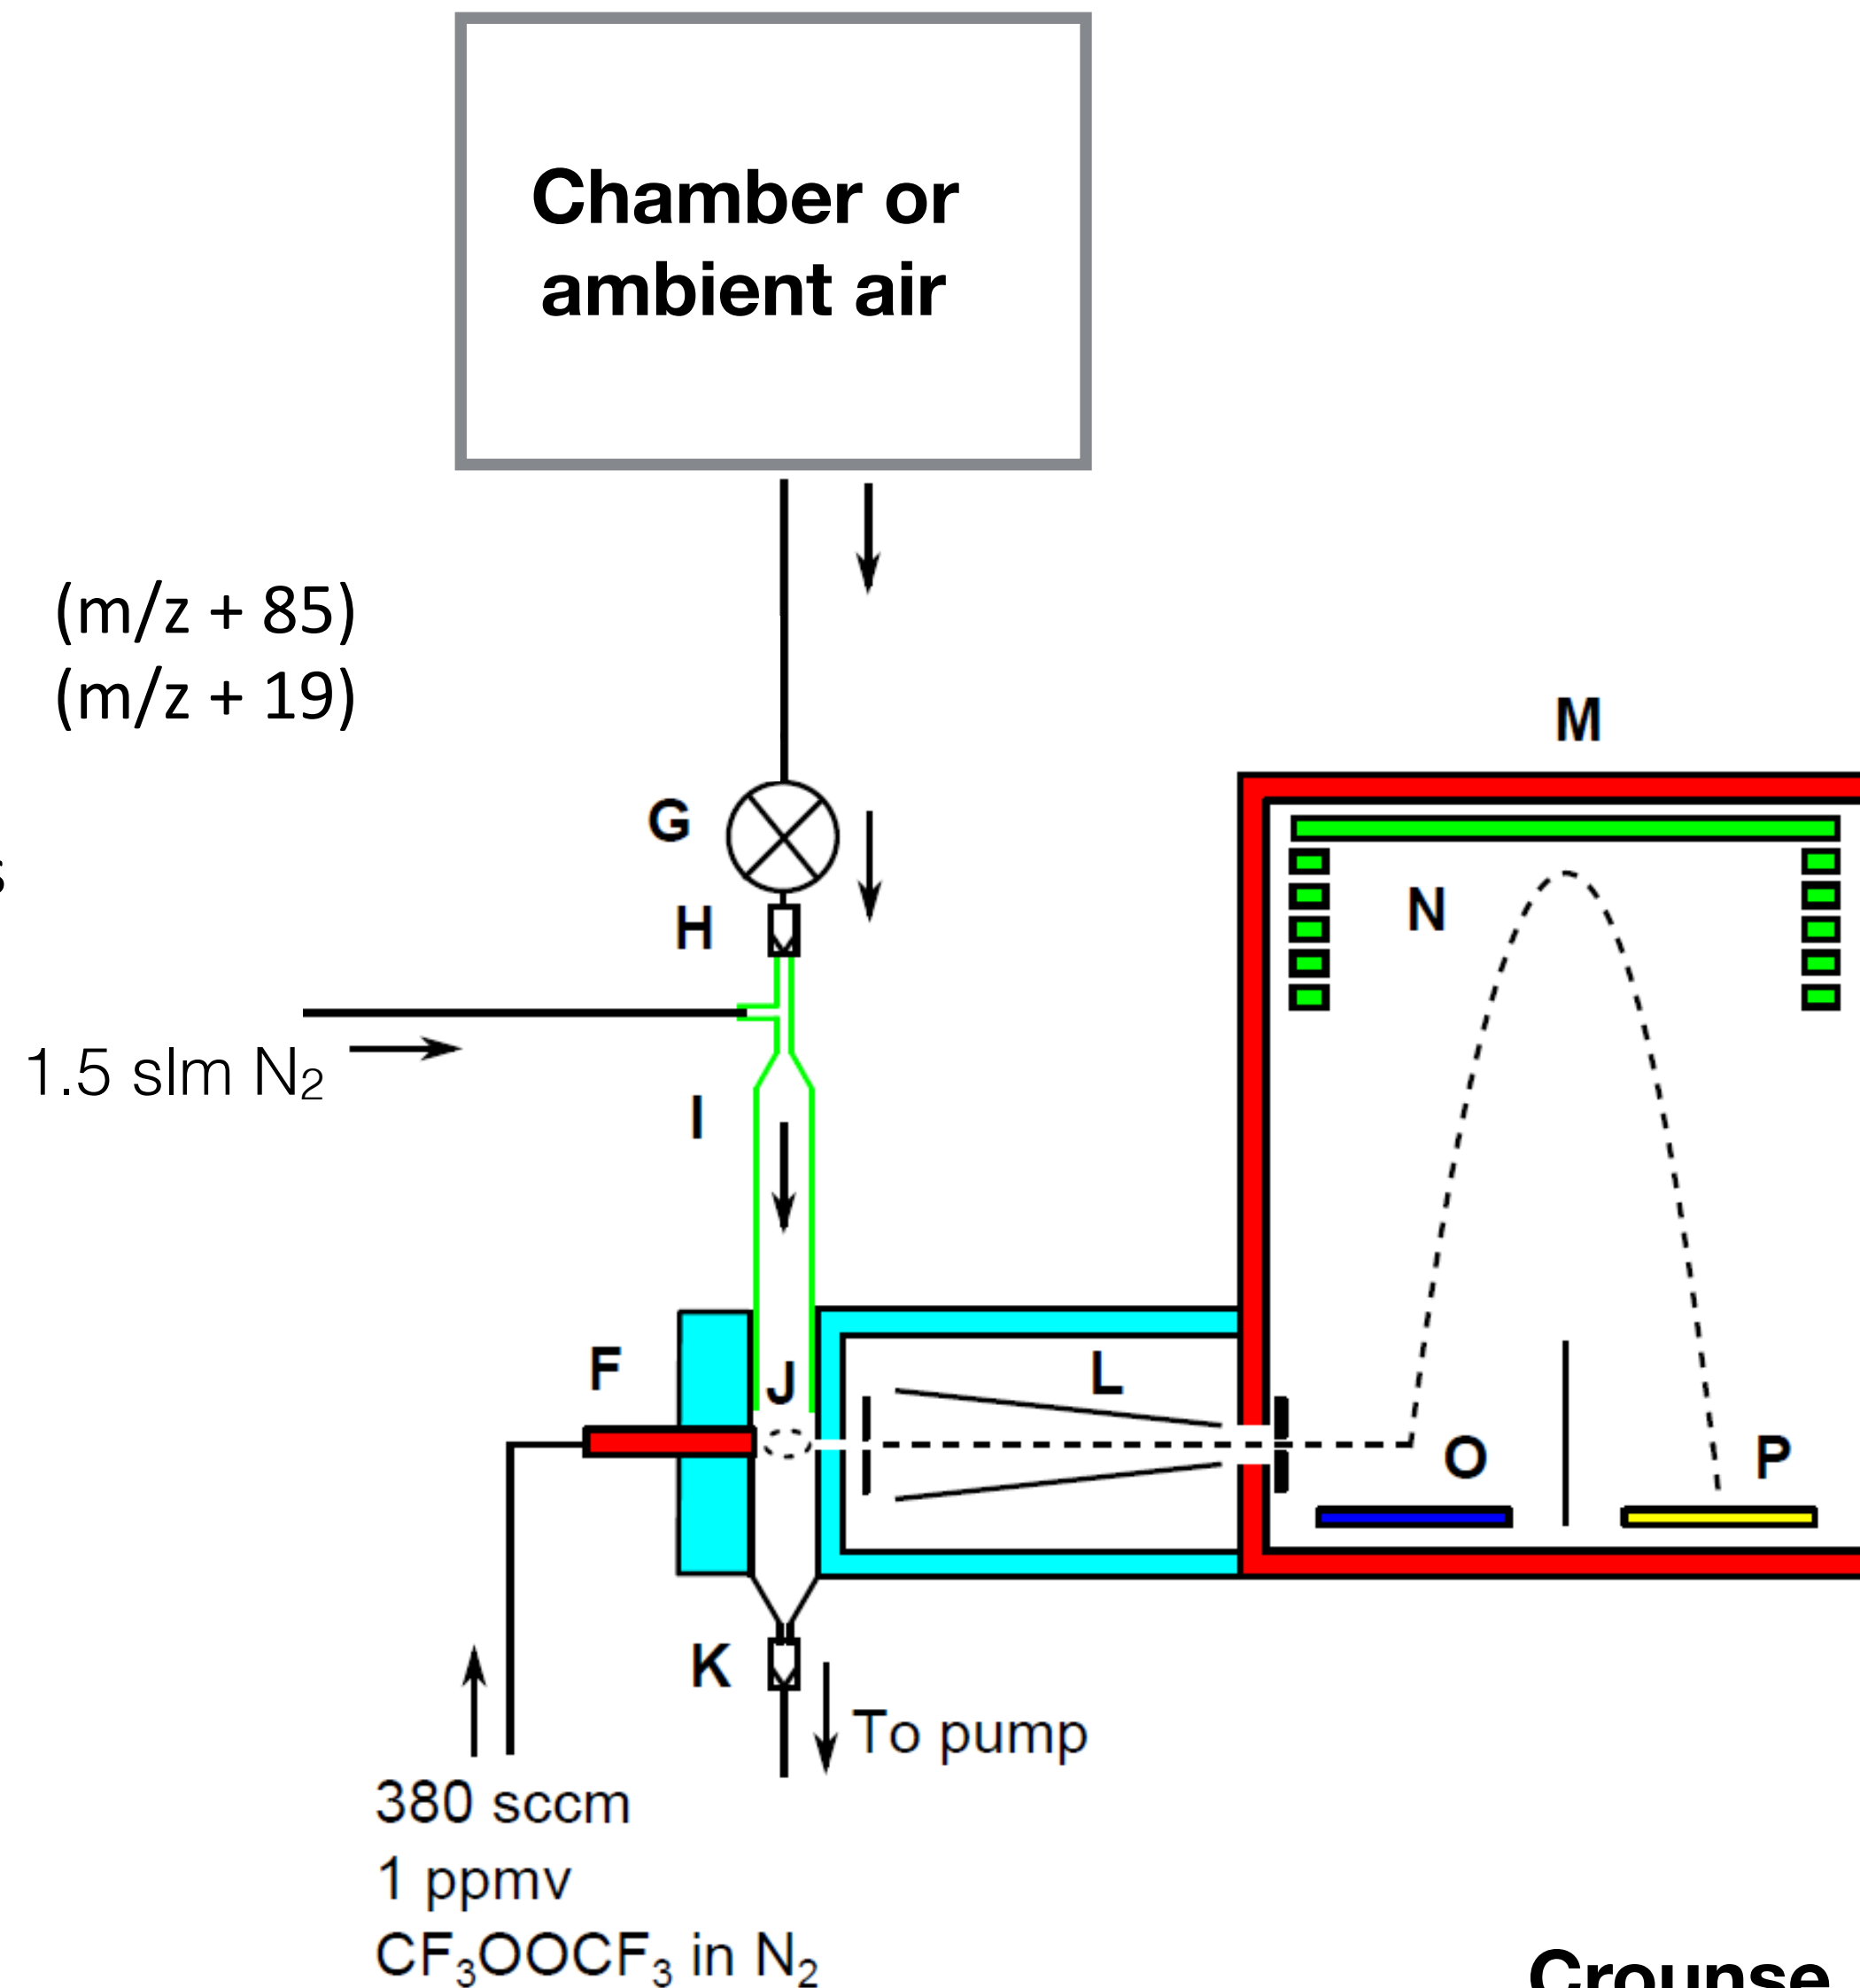 Chamber or
ambient air
(m/z + 85)
(m/z + 19)
M
G
s
N
H
1.5 slm N₂
I
F
J
L
O
P
K
To pump
380 sccm
1 ppmv
CF₃OOCF₃ in N₂
Crounse